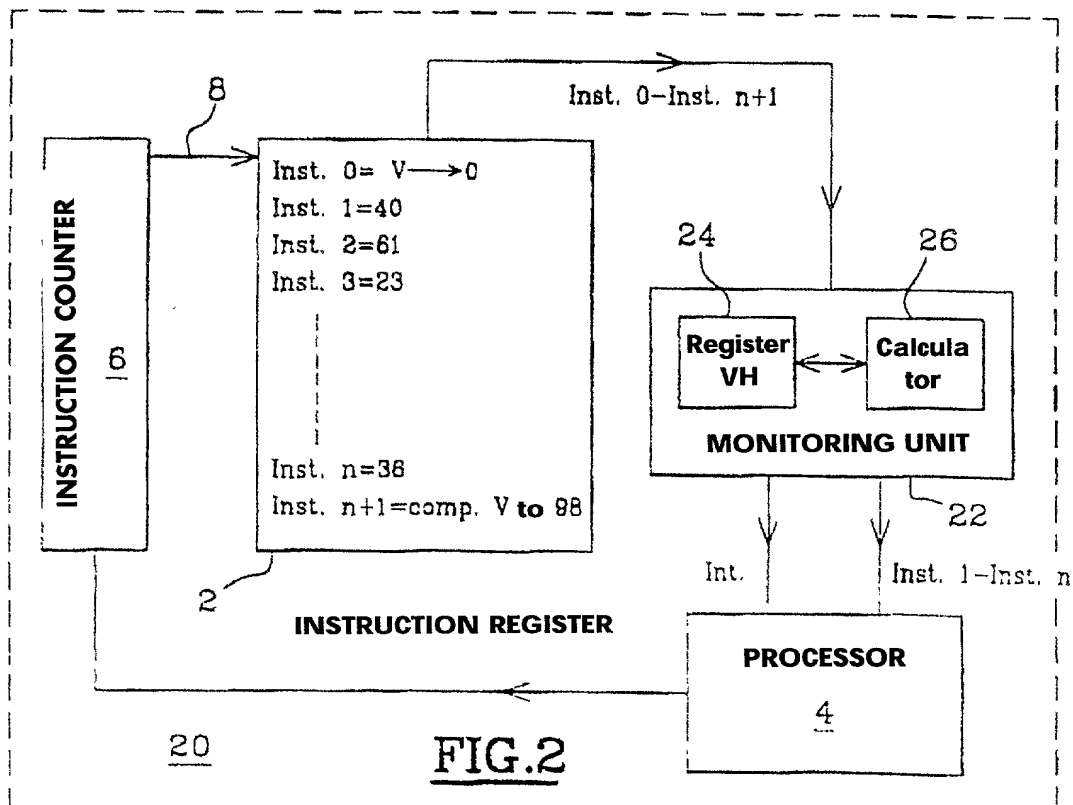 8
Inst. 0-Inst. n+1
INSTRUCTION COUNTER
6
Inst. 0= V→0
Inst. 1=40
Inst. 2=61
Inst. 3=23
Inst. n=36
Inst. n+1=comp. V to 98
2
INSTRUCTION REGISTER
24
26
Register
VH
Calcula
tor
MONITORING UNIT
22
Int.
Inst. 1-Inst. n
PROCESSOR
4
20
FIG.2